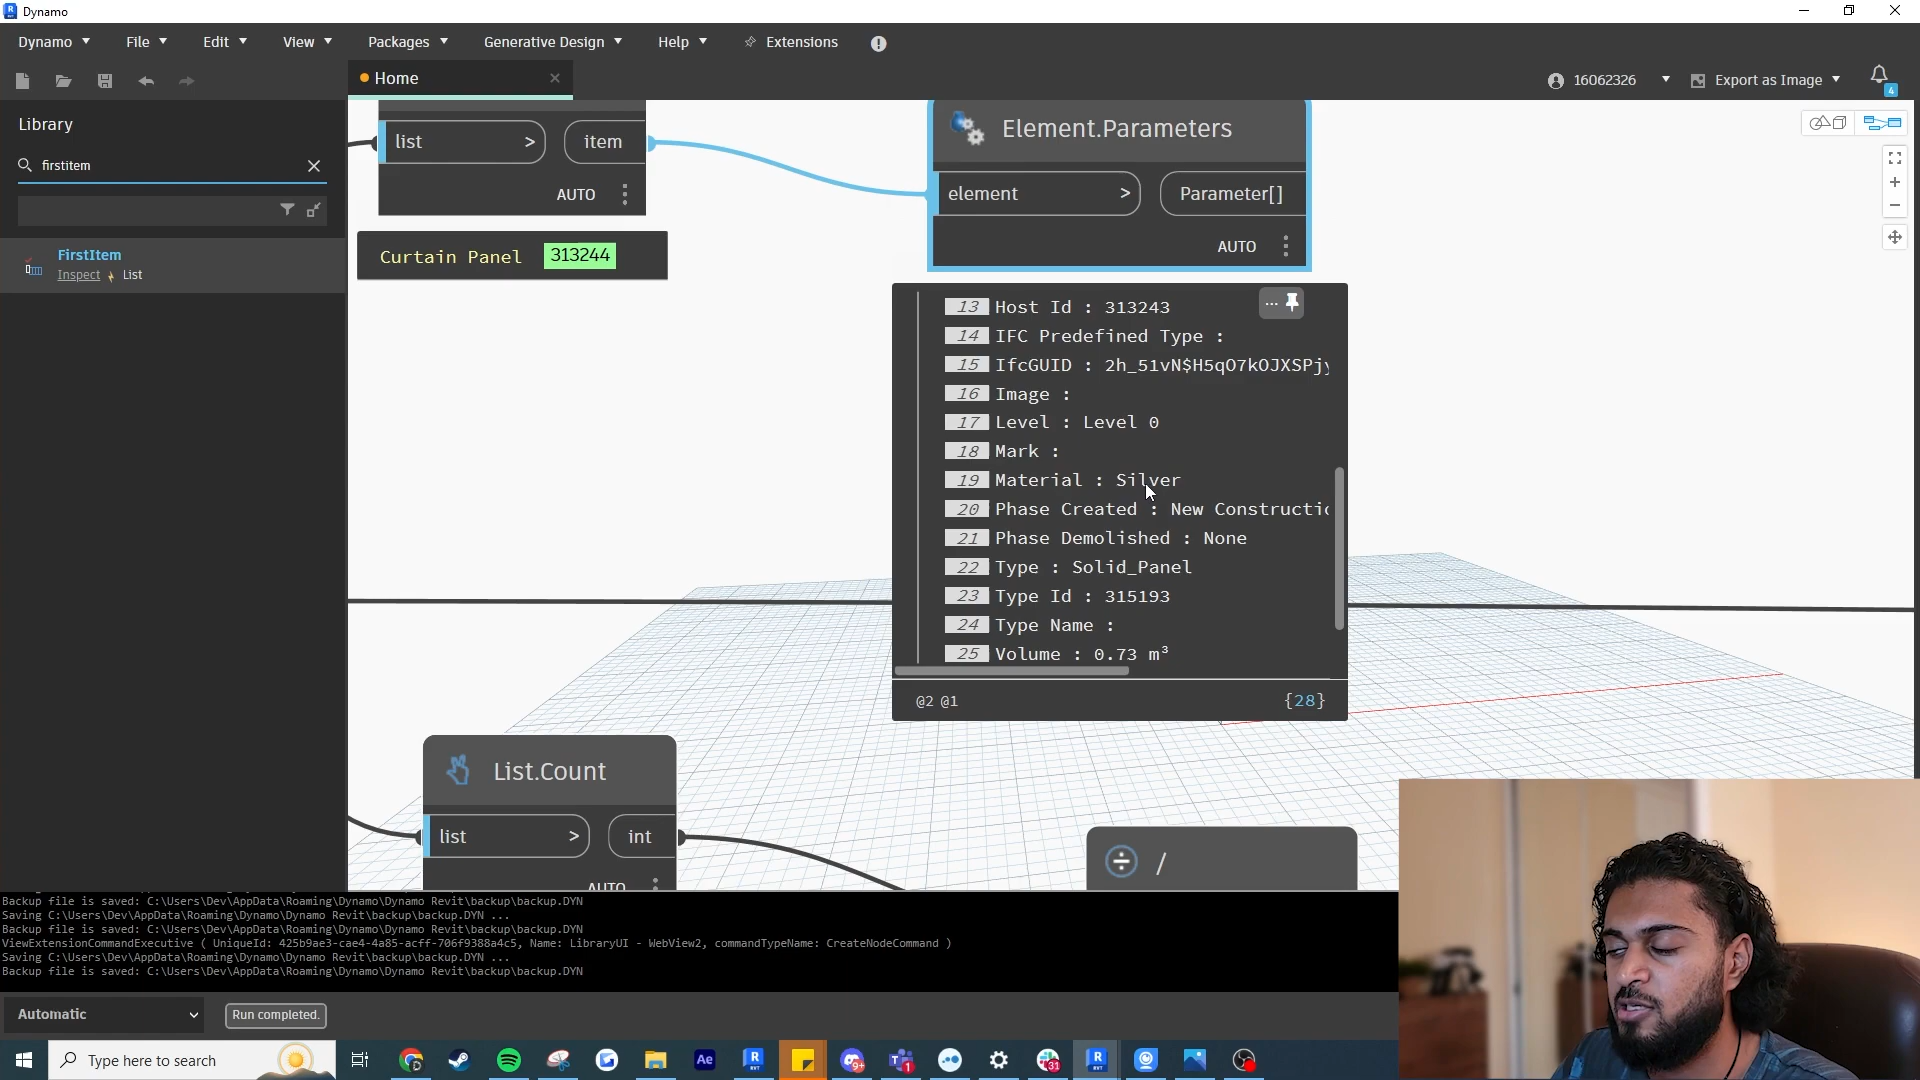 Dynamo
Dynamo File Edit View Packages Generative Design Help Extensions
Home
16062326 Export as Image
4
Library
firstitem
FirstItem
Inspect List
list > item
AUTO
Curtain Panel 313244
Element.Parameters
element > Parameter[]
AUTO
13 Host Id : 313243
14 IFC Predefined Type :
15 IfcGUID : 2h_51vN$H5qO7kOJXSPjy
16 Image :
17 Level : Level 0
18 Mark :
19 Material : Silver
20 Phase Created : New Constructio
21 Phase Demolished : None
22 Type : Solid_Panel
23 Type Id : 315193
24 Type Name :
25 Volume : 0.73 m³
@2 @1 {28}
List.Count
list > int
AUTO
/
Backup file is saved: C:\Users\Dev\AppData\Roaming\Dynamo\Dynamo Revit\backup\backup.DYN
Saving C:\Users\Dev\AppData\Roaming\Dynamo\Dynamo Revit\backup\backup.DYN ...
Backup file is saved: C:\Users\Dev\AppData\Roaming\Dynamo\Dynamo Revit\backup\backup.DYN
ViewExtensionCommandExecutive ( UniqueId: 425b9ae3-cae4-4a85-acff-706f9388a4c5, Name: LibraryUI - WebView2, commandTypeName: CreateNodeCommand )
Saving C:\Users\Dev\AppData\Roaming\Dynamo\Dynamo Revit\backup\backup.DYN ...
Backup file is saved: C:\Users\Dev\AppData\Roaming\Dynamo\Dynamo Revit\backup\backup.DYN
Automatic Run completed.
Type here to search
Ae
9+
1
31